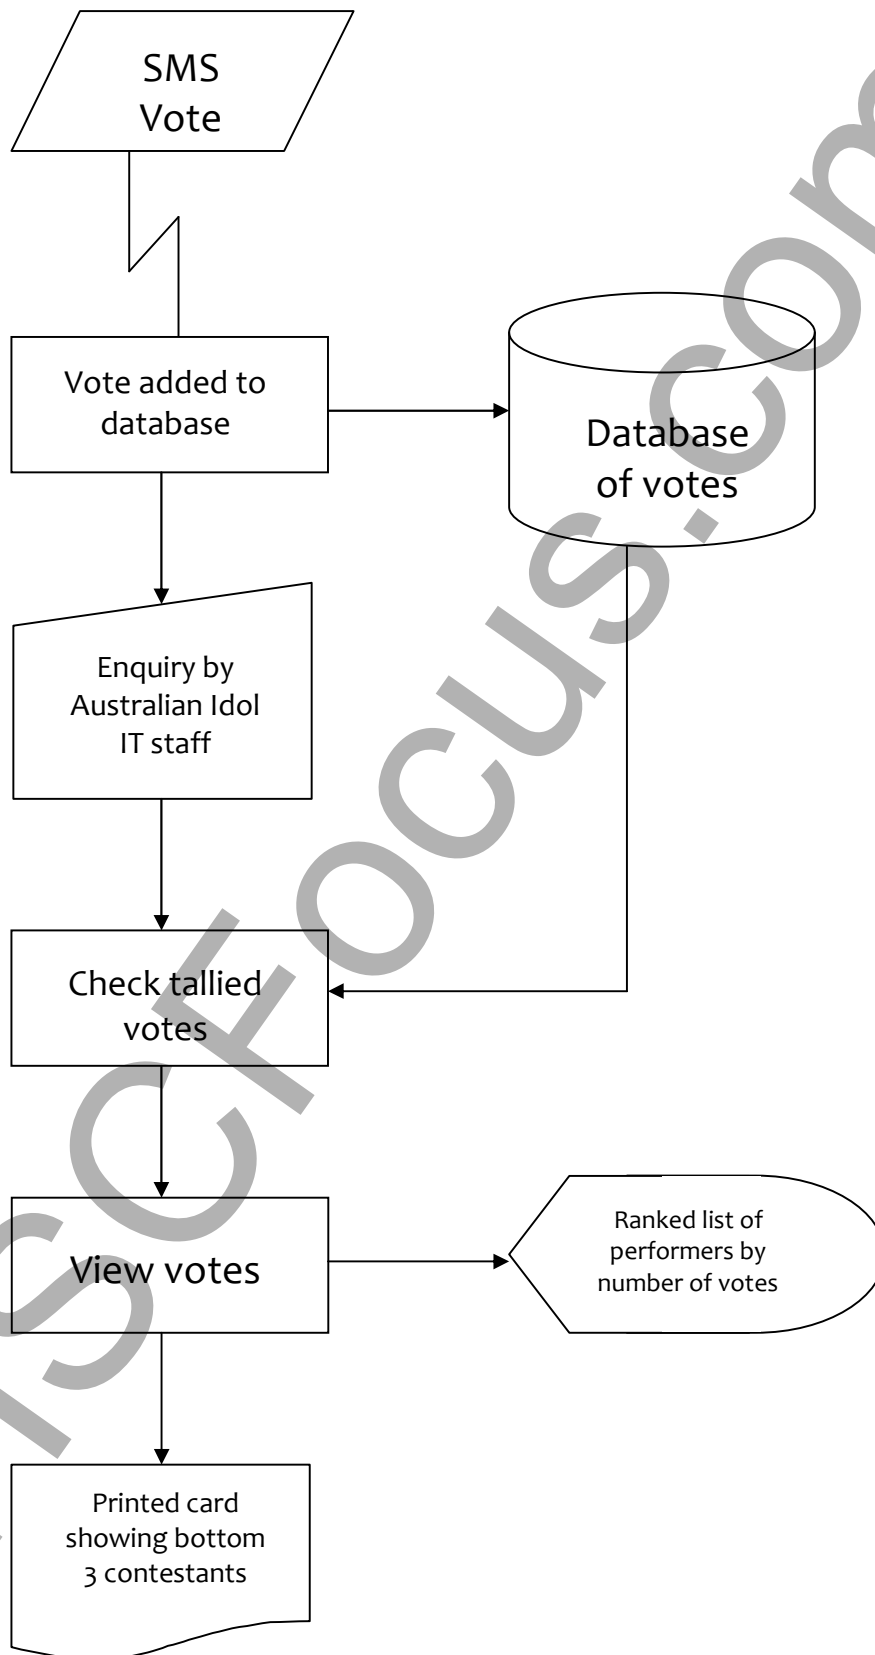 SMS
Vote
Vote added to
database
Database
of votes
Enquiry by
Australian Idol
IT staff
Check tallied
votes
View votes
Ranked list of
performers by
number of votes
Printed card
showing bottom
3 contestants